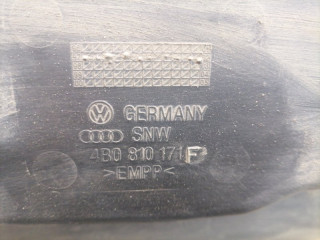 GERMANY
SNW
4B0 810 171 F
>EMPP<